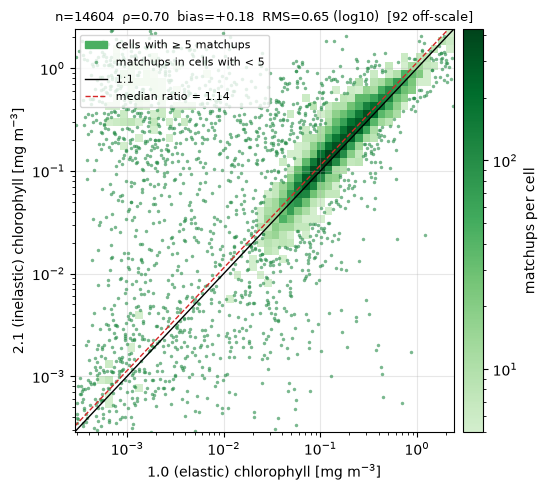 n=14604 ρ=0.70 bias=+0.18 RMS=0.65 (log10) [92 off-scale]
cells with ≥ 5 matchups
matchups in cells with < 5
1:1
median ratio = 1.14
10⁰
10⁻¹
10⁻²
10⁻³
2.1 (inelastic) chlorophyll [mg m⁻³]
10⁻³ 10⁻² 10⁻¹ 10⁰
1.0 (elastic) chlorophyll [mg m⁻³]
10²
10¹
matchups per cell